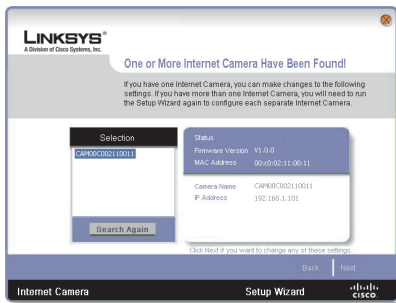 LINKSYS®
A Division of Cisco Systems, Inc.
One or More Internet Camera Have Been Found!
If you have one Internet Camera, you can make changes to the following
settings. If you have more than one Internet Camera, you will need to run
the Setup Wizard again to configure each separate Internet Camera.
Selection
CAM00C002110011
Search Again
Status
Firmware Version V1.0.0
MAC Address 00:c0:02:11:00:11
Camera Name CAM00C002110011
IP Address 192.168.1.101
Click Next if you want to change any of these settings.
Back Next
Internet Camera Setup Wizard
CISCO.